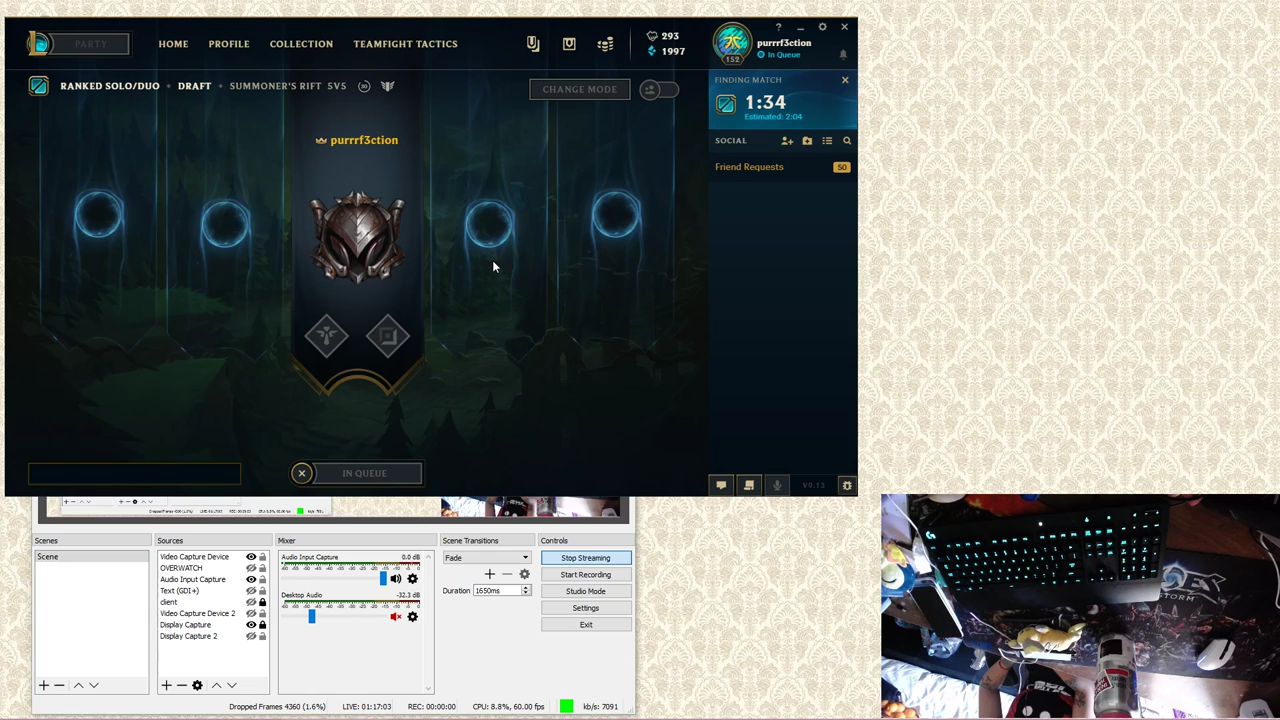 PARTY
HOME
PROFILE
COLLECTION
TEAMFIGHT TACTICS
293
1997
152
purrrf3ction
In Queue
RANKED SOLO/DUO • DRAFT • SUMMONER'S RIFT 5V5
30
CHANGE MODE
FINDING MATCH
1:34
Estimated: 2:04
SOCIAL
Friend Requests 50
purrrf3ction
IN QUEUE
V9.13
Scenes
Scene
Sources
Video Capture Device
OVERWATCH
Audio Input Capture
Text (GDI+)
client
Video Capture Device 2
Display Capture
Display Capture 2
Mixer
Audio Input Capture 0.0 dB
Desktop Audio -32.3 dB
Scene Transitions
Fade
Duration 1650ms
Controls
Stop Streaming
Start Recording
Studio Mode
Settings
Exit
Dropped Frames 4360 (1.6%)
LIVE: 01:17:03
REC: 00:00:00
CPU: 8.8%, 60.00 fps
kb/s: 7091
STORM